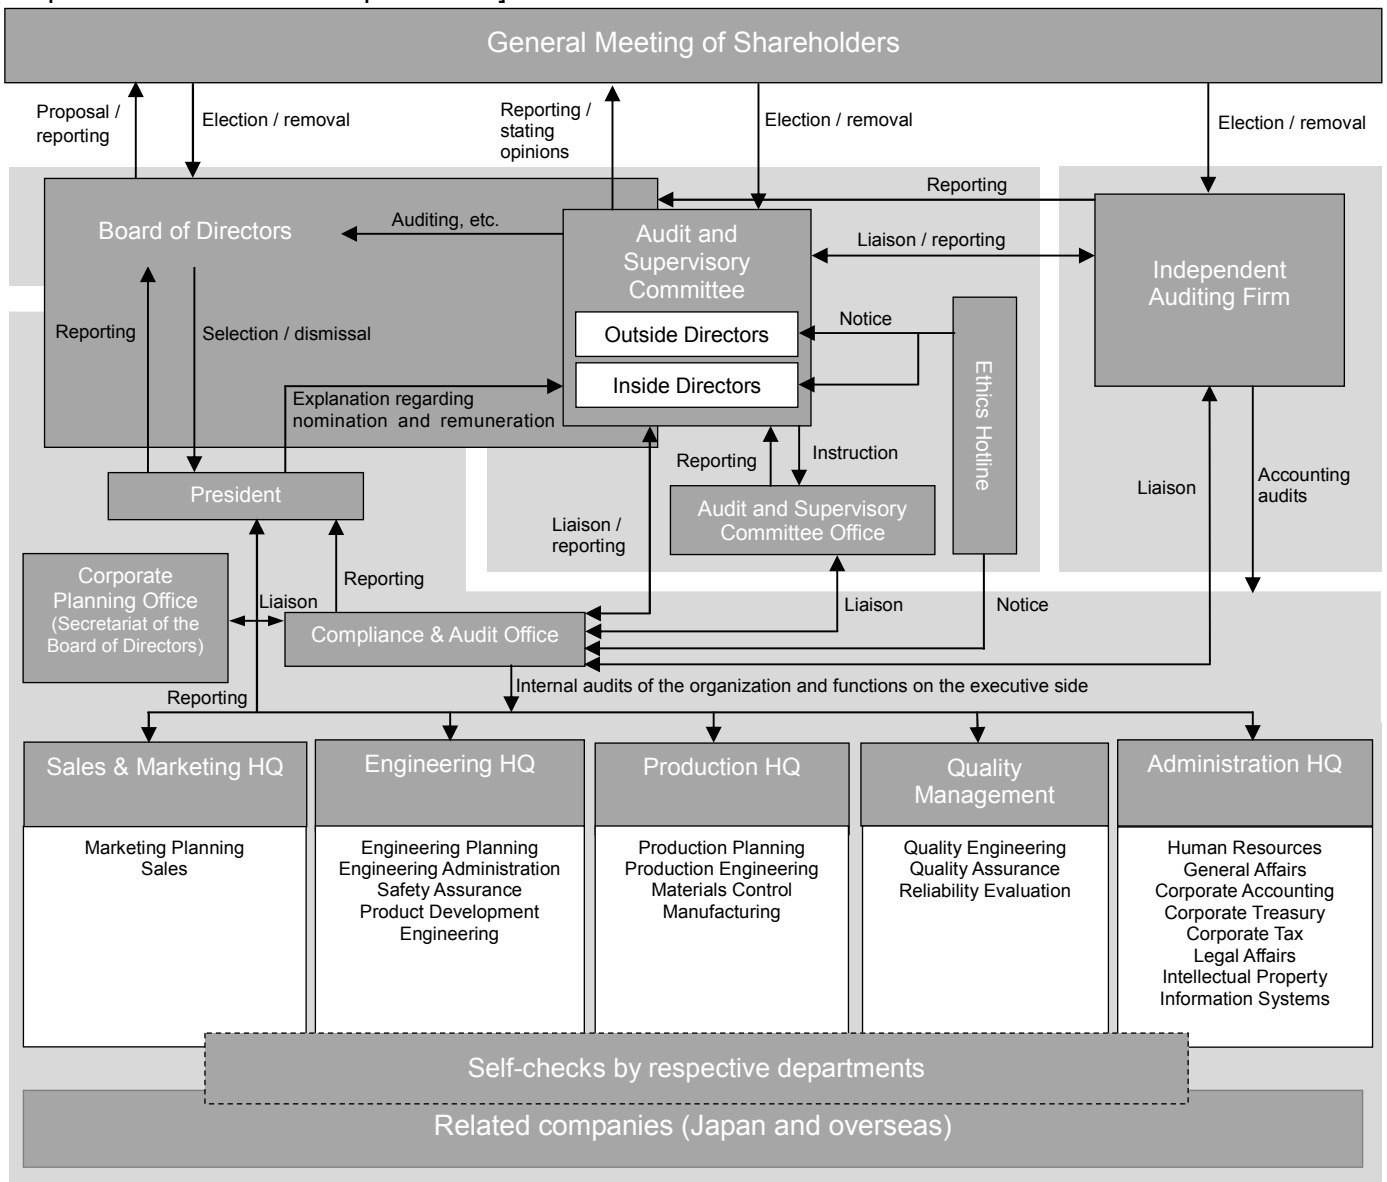 General Meeting of Shareholders
Proposal /
reporting
Election / removal
Reporting /
stating
opinions
Election / removal
Election / removal
Board of Directors
Auditing, etc.
Audit and
Supervisory
Committee
Outside Directors
Inside Directors
Reporting
Liaison / reporting
Independent
Auditing Firm
Notice
Ethics Hotline
Reporting
Selection / dismissal
Explanation regarding
nomination and remuneration
President
Reporting
Instruction
Audit and Supervisory
Committee Office
Liaison
Accounting
audits
Liaison /
reporting
Corporate
Planning Office
(Secretariat of the
Board of Directors)
Liaison
Reporting
Compliance & Audit Office
Liaison
Notice
Reporting
Internal audits of the organization and functions on the executive side
Sales & Marketing HQ
Marketing Planning
Sales
Engineering HQ
Engineering Planning
Engineering Administration
Safety Assurance
Product Development
Engineering
Production HQ
Production Planning
Production Engineering
Materials Control
Manufacturing
Quality
Management
Quality Engineering
Quality Assurance
Reliability Evaluation
Administration HQ
Human Resources
General Affairs
Corporate Accounting
Corporate Treasury
Corporate Tax
Legal Affairs
Intellectual Property
Information Systems
Self-checks by respective departments
Related companies (Japan and overseas)